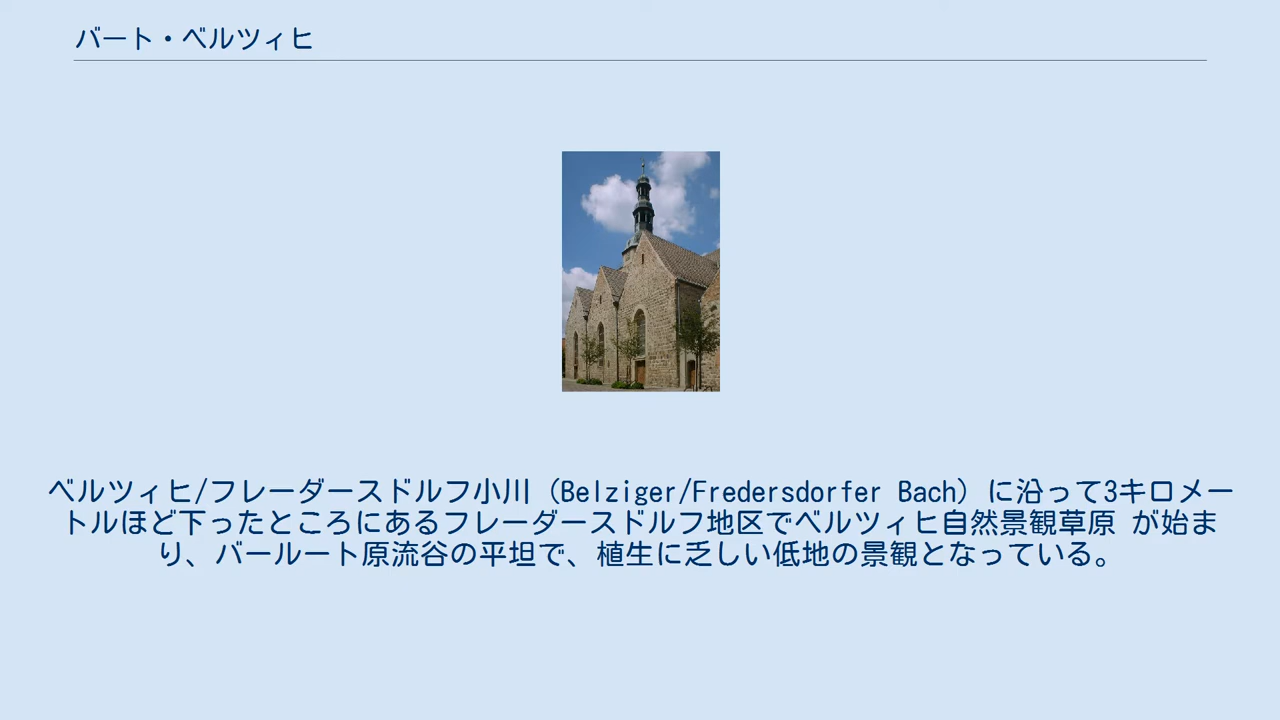 バート・ベルツィヒ
ベルツィヒ/フレーダースドルフ小川（Belziger/Fredersdorfer Bach）に沿って3キロメー
トルほど下ったところにあるフレーダースドルフ地区でベルツィヒ自然景観草原 が始ま
り、バールート原流谷の平坦で、植生に乏しい低地の景観となっている。